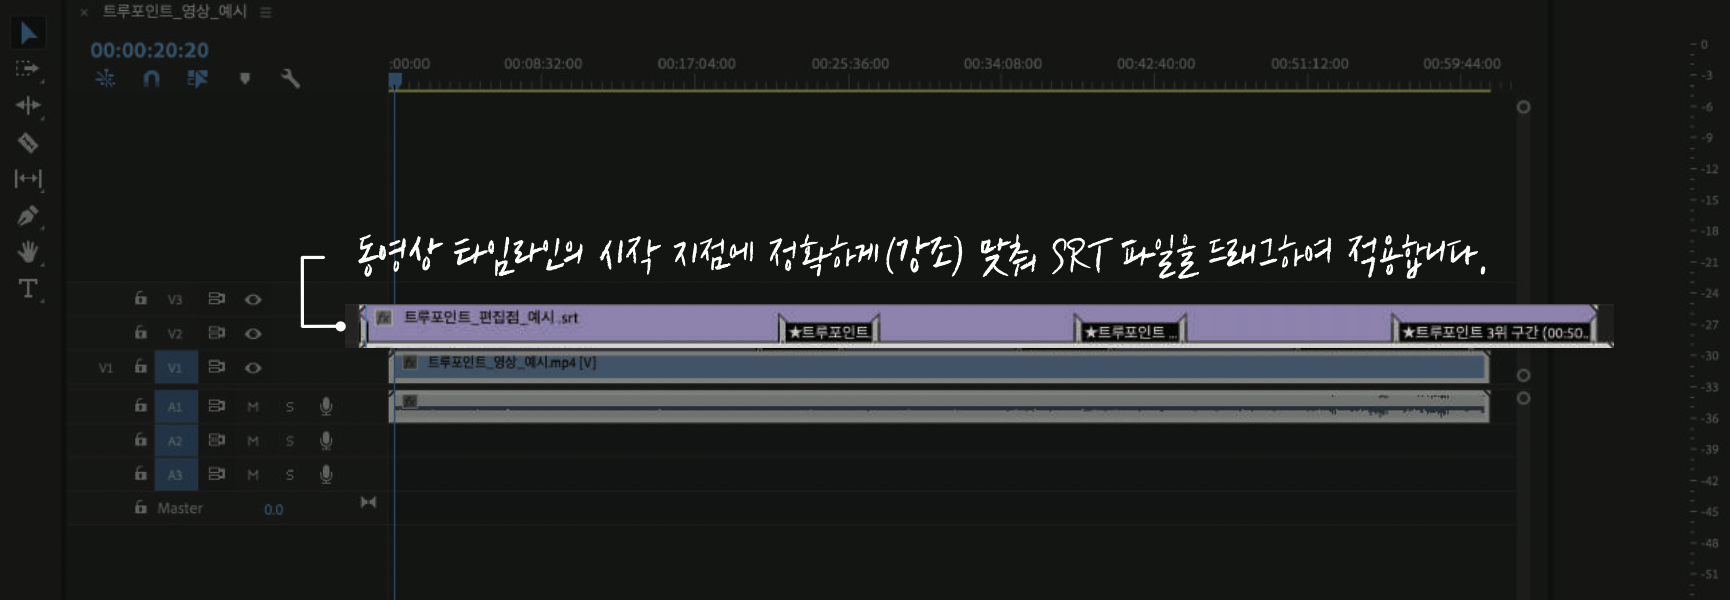 × 트루포인트_영상_예시 ☰
00:00:20:20
:00:00 00:08:32:00 00:17:04:00 00:25:36:00 00:34:08:00 00:42:40:00 00:51:12:00 00:59:44:00
동영상 타임라인의 시작 지점에 정확하게(강조) 맞춰 SRT 파일을 드래그하여 적용합니다.
V3
트루포인트_편집점_예시 .srt
V2
★트루포인트 ★트루포인트 ... ★트루포인트 3위 구간 (00:50..
V1 V1 fx 트루포인트_영상_예시.mp4 [V]
A1 M S fx
A2 M S
A3 M S
Master 0.0
0
-3
-6
-9
-12
-15
-18
-21
-24
-27
-30
-33
-36
-39
-42
-45
-48
-51